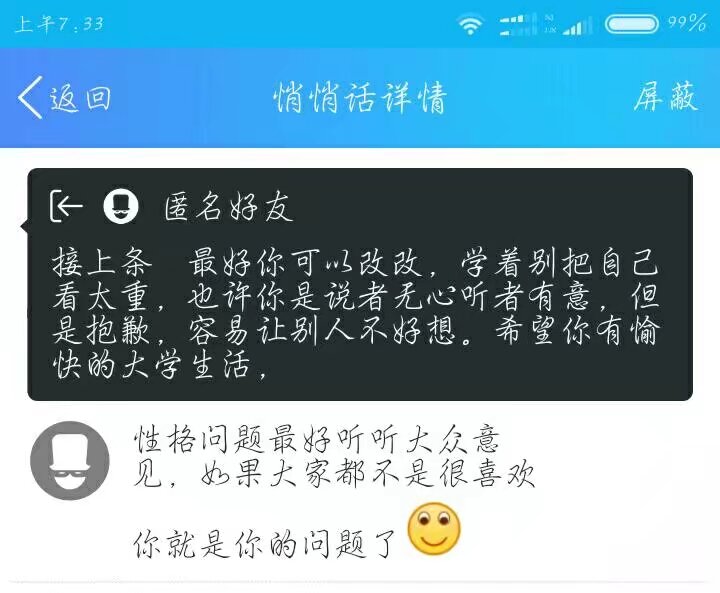 上午7:33 99%
返回 悄悄话详情 屏蔽
匿名好友
接上条 最好你可以改改，学着别把自己
看太重，也许你是说者无心听者有意，但
是抱歉，容易让别人不好想。希望你有愉
快的大学生活，
性格问题最好听听大众意
见，如果大家都不是很喜欢
你就是你的问题了